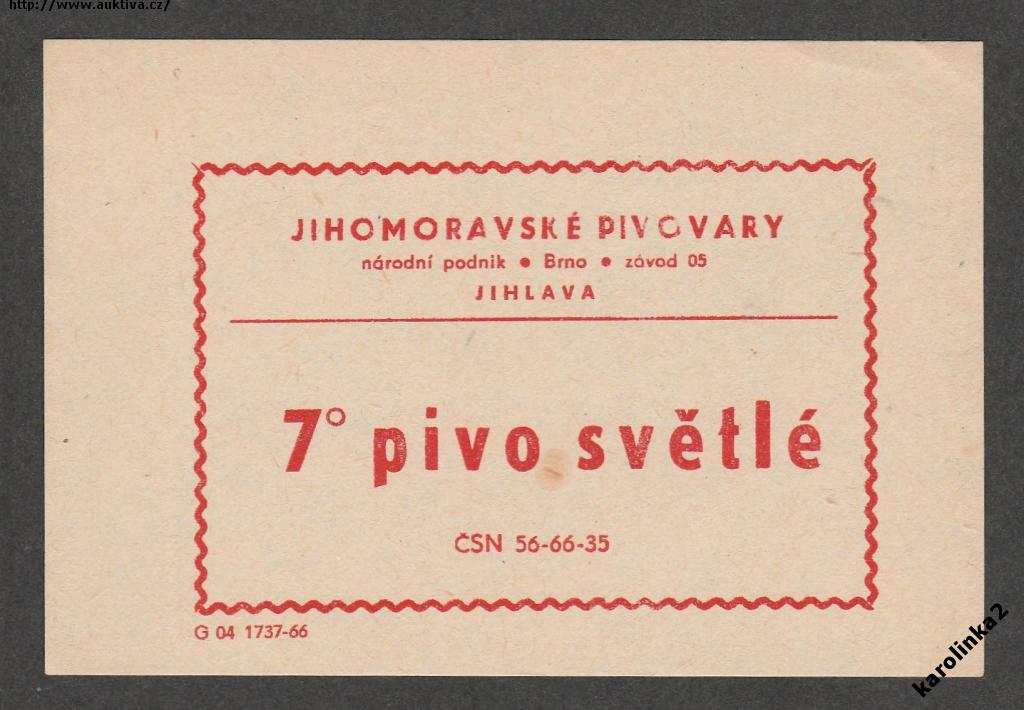 http://www.auktiva.cz/
JIHOMORAVSKÉ PIVOVARY
národní podnik • Brno • závod 05
JIHLAVA
7° pivo světlé
ČSN 56-66-35
G 04 1737-66
karolinka2